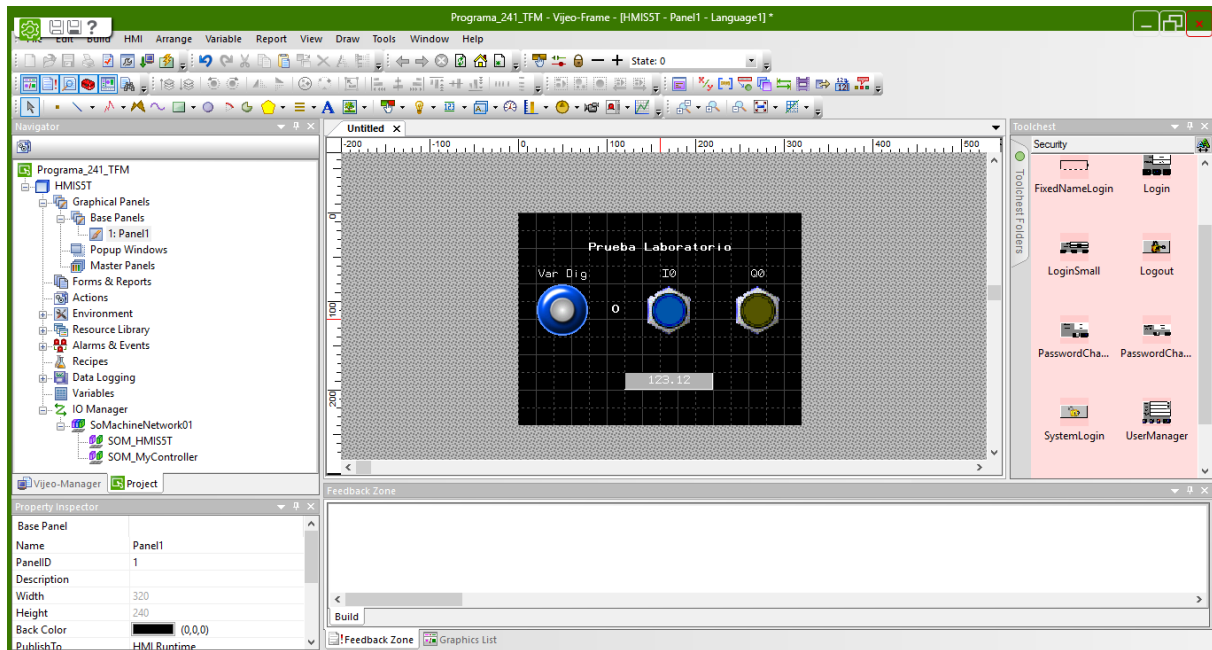 Programa_241_TFM - Vijeo-Frame - [HMIS5T - Panel1 - Language1] *
File Edit Build HMI Arrange Variable Report View Draw Tools Window Help
State: 0
Navigator
Programa_241_TFM
HMIS5T
Graphical Panels
Base Panels
1: Panel1
Popup Windows
Master Panels
Forms & Reports
Actions
Environment
Resource Library
Alarms & Events
Recipes
Data Logging
Variables
IO Manager
SoMachineNetwork01
SOM_HMIS5T
SOM_MyController
Vijeo-Manager Project
Property Inspector
Base Panel
Name Panel1
PanelID 1
Description
Width 320
Height 240
Back Color (0,0,0)
PublishTo HMI Runtime
Untitled X
-200 -100 0 100 200 300 400 500
0
100
200
Prueba Laboratorio
Var Dig I0 Q0
0
123.12
Toolchest
Security
Toolchest Folders
FixedNameLogin Login
LoginSmall Logout
PasswordCha... PasswordCha...
SystemLogin UserManager
Feedback Zone
Build
!Feedback Zone Graphics List